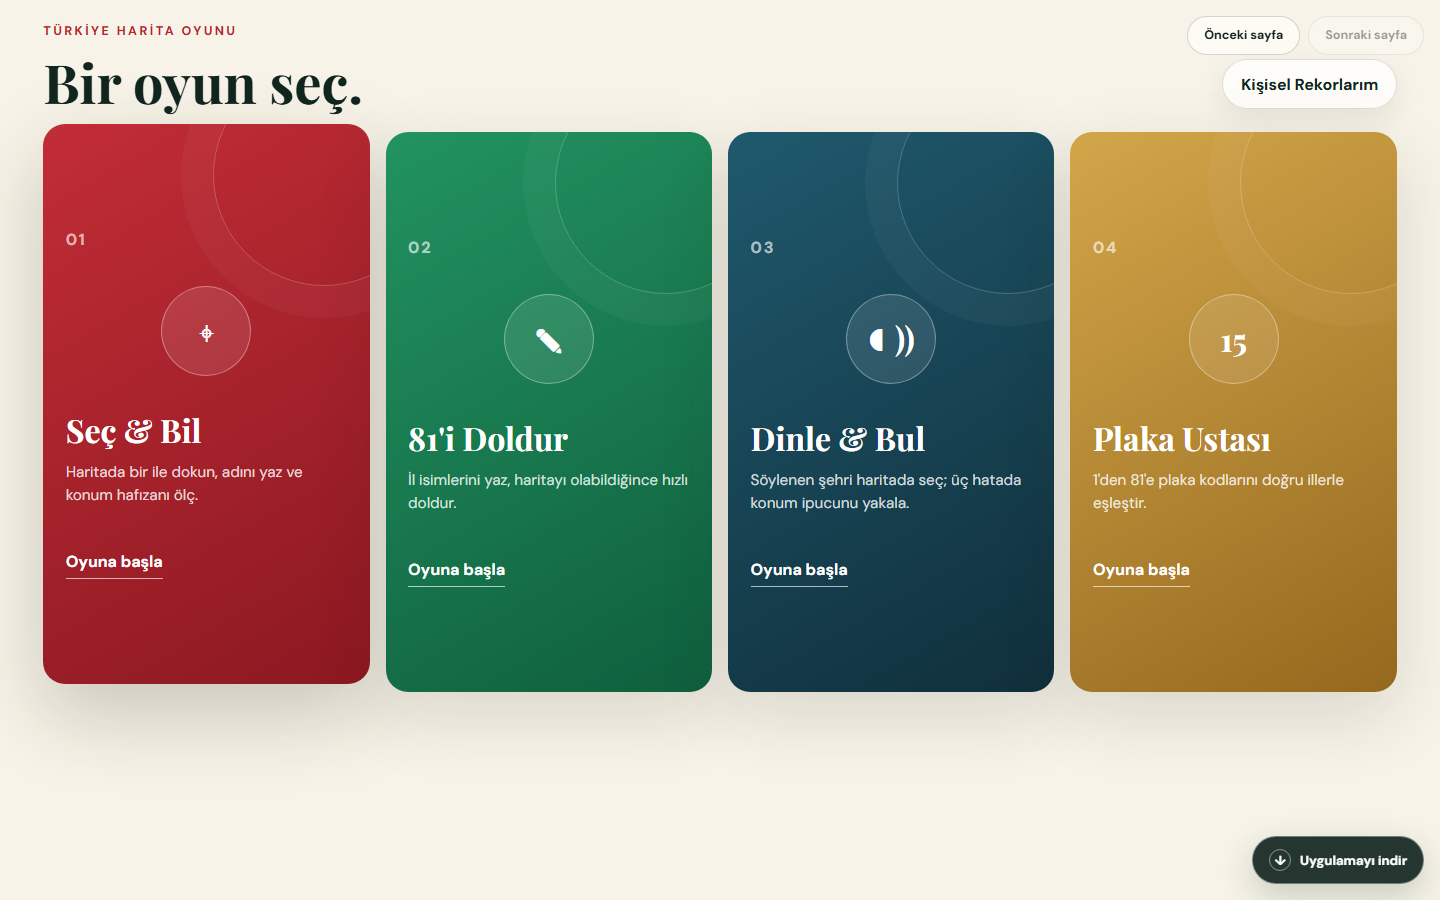 TÜRKİYE HARİTA OYUNU
Bir oyun seç.
Önceki sayfa
Sonraki sayfa
Kişisel Rekorlarım
01
Seç & Bil
Haritada bir ile dokun, adını yaz ve
konum hafızanı ölç.
Oyuna başla
02
81'i Doldur
İl isimlerini yaz, haritayı olabildiğince hızlı
doldur.
Oyuna başla
03
Dinle & Bul
Söylenen şehri haritada seç; üç hatada
konum ipucunu yakala.
Oyuna başla
04
15
Plaka Ustası
1'den 81'e plaka kodlarını doğru illerle
eşleştir.
Oyuna başla
Uygulamayı indir